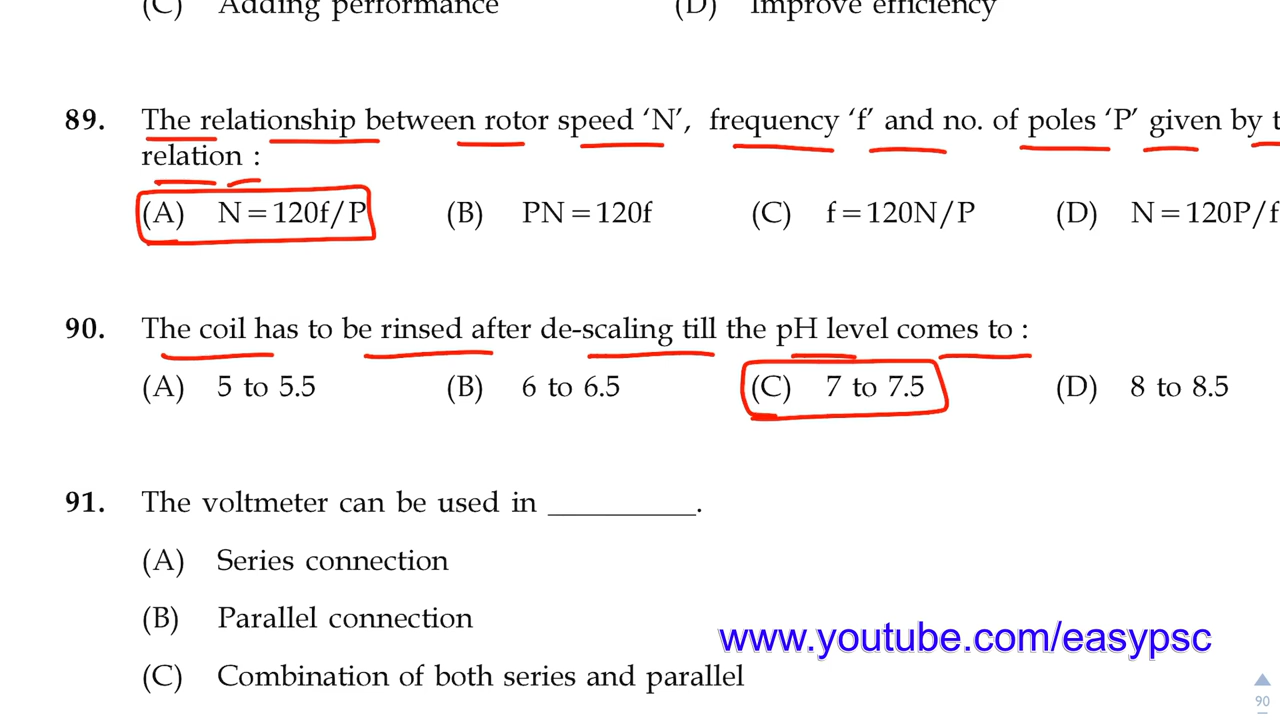 (C) Adding performance (D) Improve efficiency
89. The relationship between rotor speed ‘N’, frequency ‘f’ and no. of poles ‘P’ given by t
relation :
(A) N = 120f/P (B) PN = 120f (C) f = 120N/P (D) N = 120P/f
90. The coil has to be rinsed after de-scaling till the pH level comes to :
(A) 5 to 5.5 (B) 6 to 6.5 (C) 7 to 7.5 (D) 8 to 8.5
91. The voltmeter can be used in __________.
(A) Series connection
(B) Parallel connection
www.youtube.com/easypsc
(C) Combination of both series and parallel
90